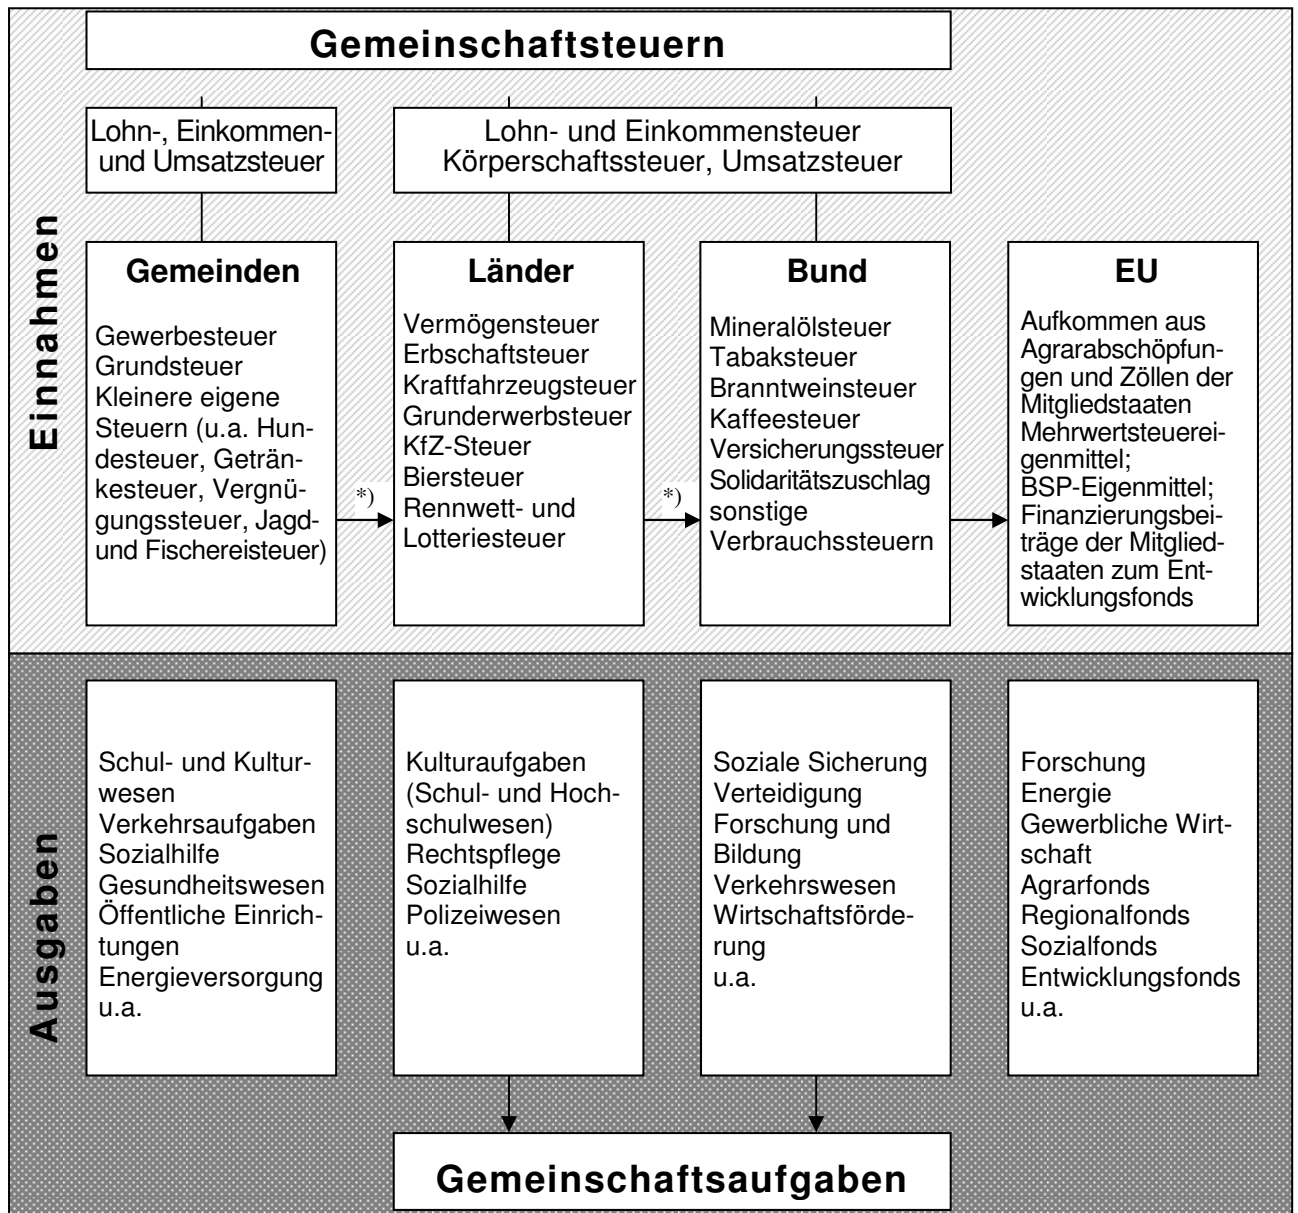 Gemeinschaftsteuern
Lohn-, Einkommen-
und Umsatzsteuer
Lohn- und Einkommensteuer
Körperschaftssteuer, Umsatzsteuer
Einnahmen
Gemeinden
Gewerbesteuer
Grundsteuer
Kleinere eigene
Steuern (u.a. Hun-
desteuer, Geträn-
kesteuer, Vergnü-
gungssteuer, Jagd-
und Fischereisteuer)
*)
Länder
Vermögensteuer
Erbschaftsteuer
Kraftfahrzeugsteuer
Grunderwerbsteuer
KfZ-Steuer
Biersteuer
Rennwett- und
Lotteriesteuer
*)
Bund
Mineralölsteuer
Tabaksteuer
Branntweinsteuer
Kaffeesteuer
Versicherungssteuer
Solidaritätszuschlag
sonstige
Verbrauchssteuern
EU
Aufkommen aus
Agrarabschöpfun-
gen und Zöllen der
Mitgliedstaaten
Mehrwertsteuerei-
genmittel;
BSP-Eigenmittel;
Finanzierungsbei-
träge der Mitglied-
staaten zum Ent-
wicklungsfonds
Ausgaben
Schul- und Kultur-
wesen
Verkehrsaufgaben
Sozialhilfe
Gesundheitswesen
Öffentliche Einrich-
tungen
Energieversorgung
u.a.
Kulturaufgaben
(Schul- und Hoch-
schulwesen)
Rechtspflege
Sozialhilfe
Polizeiwesen
u.a.
Soziale Sicherung
Verteidigung
Forschung und
Bildung
Verkehrswesen
Wirtschaftsförde-
rung
u.a.
Forschung
Energie
Gewerbliche Wirt-
schaft
Agrarfonds
Regionalfonds
Sozialfonds
Entwicklungsfonds
u.a.
Gemeinschaftsaufgaben